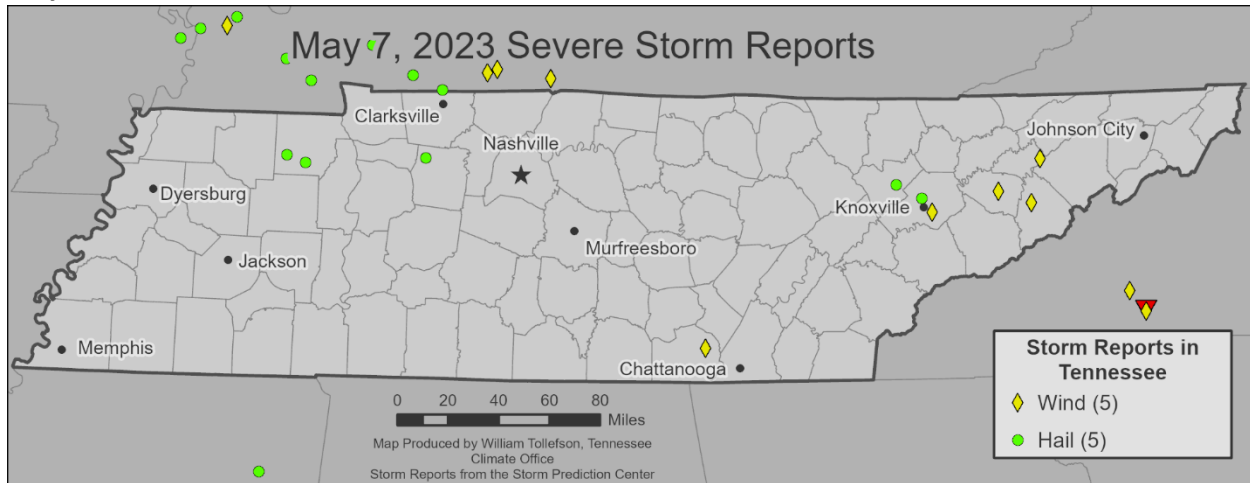 May 7, 2023 Severe Storm Reports
Clarksville
Johnson City
Nashville
Dyersburg
Knoxville
Murfreesboro
Jackson
Memphis
Chattanooga
Storm Reports in
Tennessee
Wind (5)
Hail (5)
0 20 40 60 80
Miles
Map Produced by William Tollefson, Tennessee
Climate Office
Storm Reports from the Storm Prediction Center